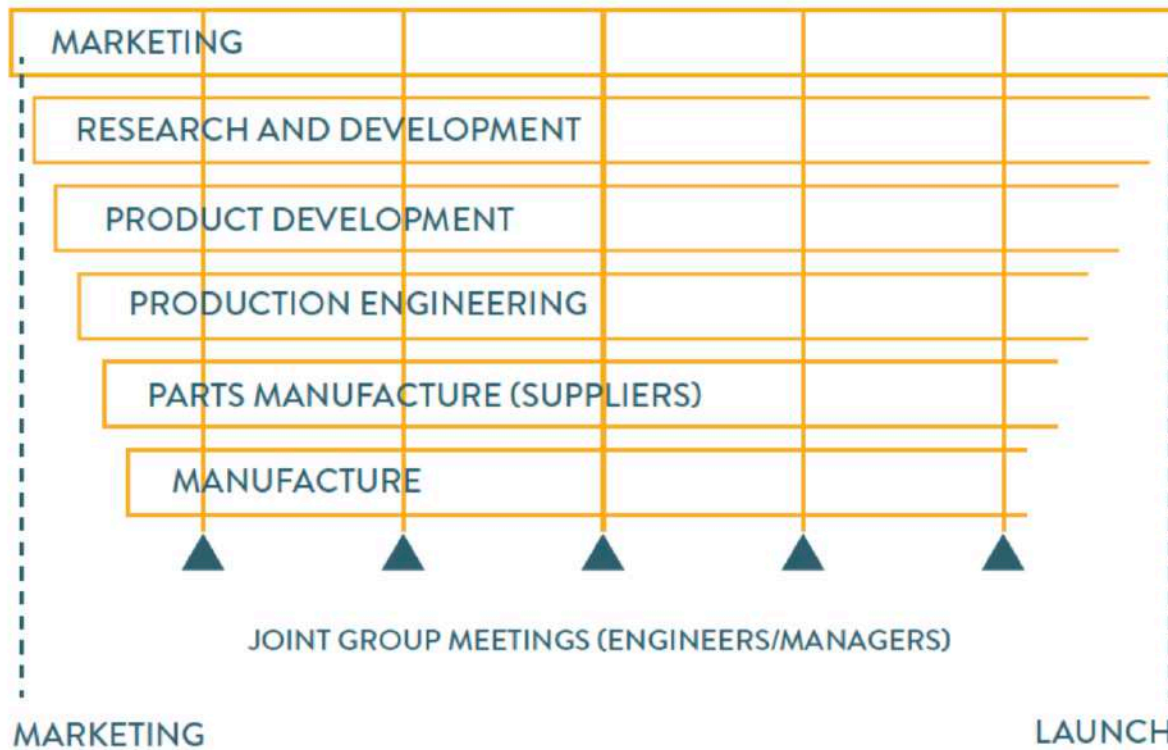 MARKETING
RESEARCH AND DEVELOPMENT
PRODUCT DEVELOPMENT
PRODUCTION ENGINEERING
PARTS MANUFACTURE (SUPPLIERS)
MANUFACTURE
JOINT GROUP MEETINGS (ENGINEERS/MANAGERS)
MARKETING
LAUNCH